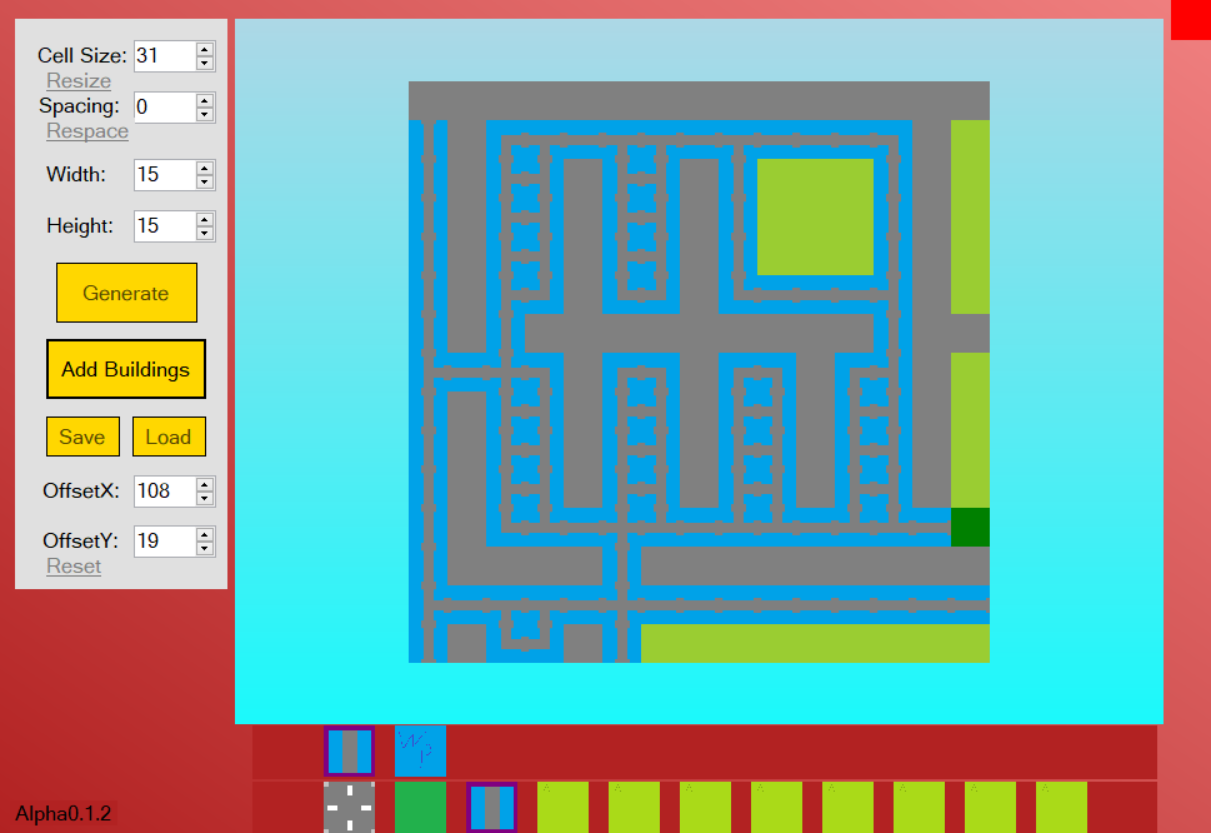 Cell Size: 31
Resize
Spacing: 0
Respace
Width: 15
Height: 15
Generate
Add Buildings
Save Load
OffsetX: 108
OffsetY: 19
Reset
WP
Alpha0.1.2